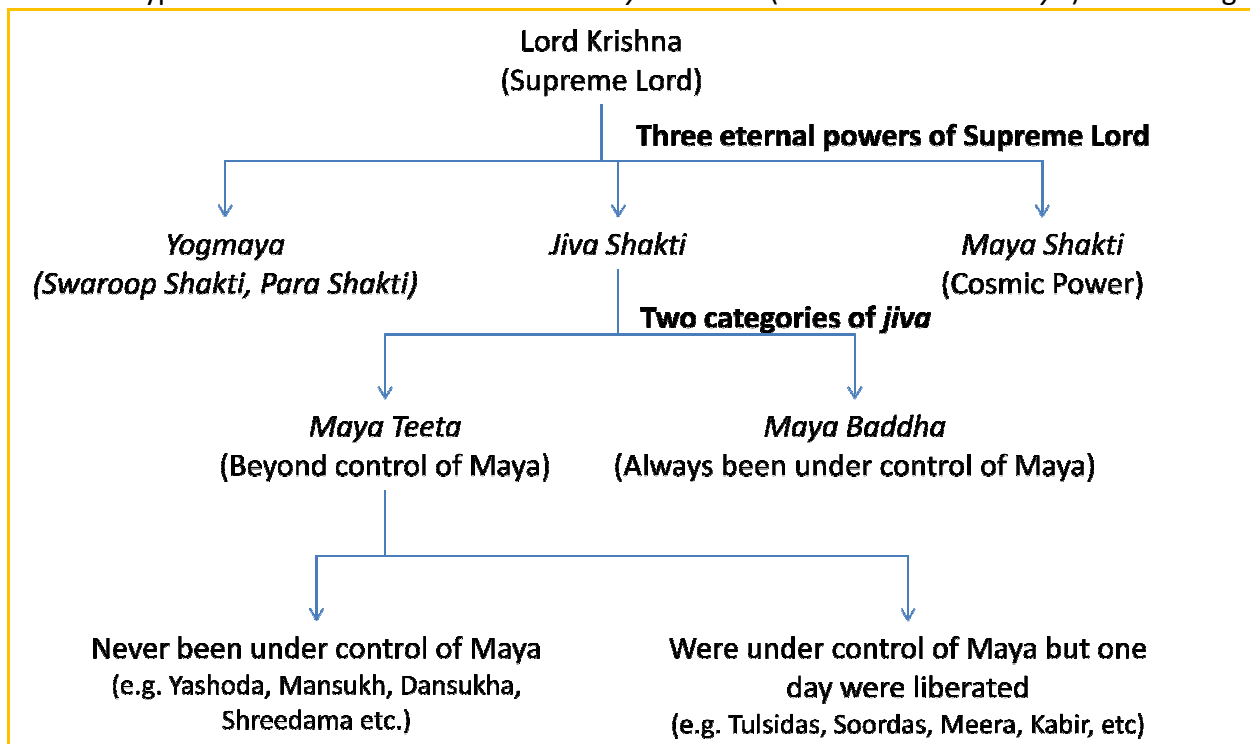 Lord Krishna
(Supreme Lord)
Three eternal powers of Supreme Lord
Yogmaya
(Swaroop Shakti, Para Shakti)
Jiva Shakti
Maya Shakti
(Cosmic Power)
Two categories of jiva
Maya Teeta
(Beyond control of Maya)
Maya Baddha
(Always been under control of Maya)
Never been under control of Maya
(e.g. Yashoda, Mansukh, Dansukha,
Shreedama etc.)
Were under control of Maya but one
day were liberated
(e.g. Tulsidas, Soordas, Meera, Kabir, etc)